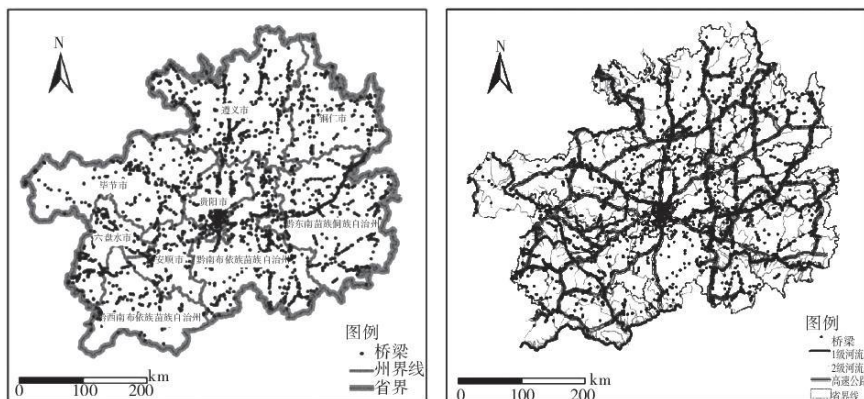 N
遵义市
铜仁市
毕节市
贵阳市
六盘水市
黔东南苗族侗族自治州
安顺市
黔南布依族苗族自治州
黔西南布依族苗族自治州
图例
桥梁
州界线
省界
km
0 100 200
N
图例
桥梁
1级河流
2级河流
高速公路
省界线
km
0 100 200